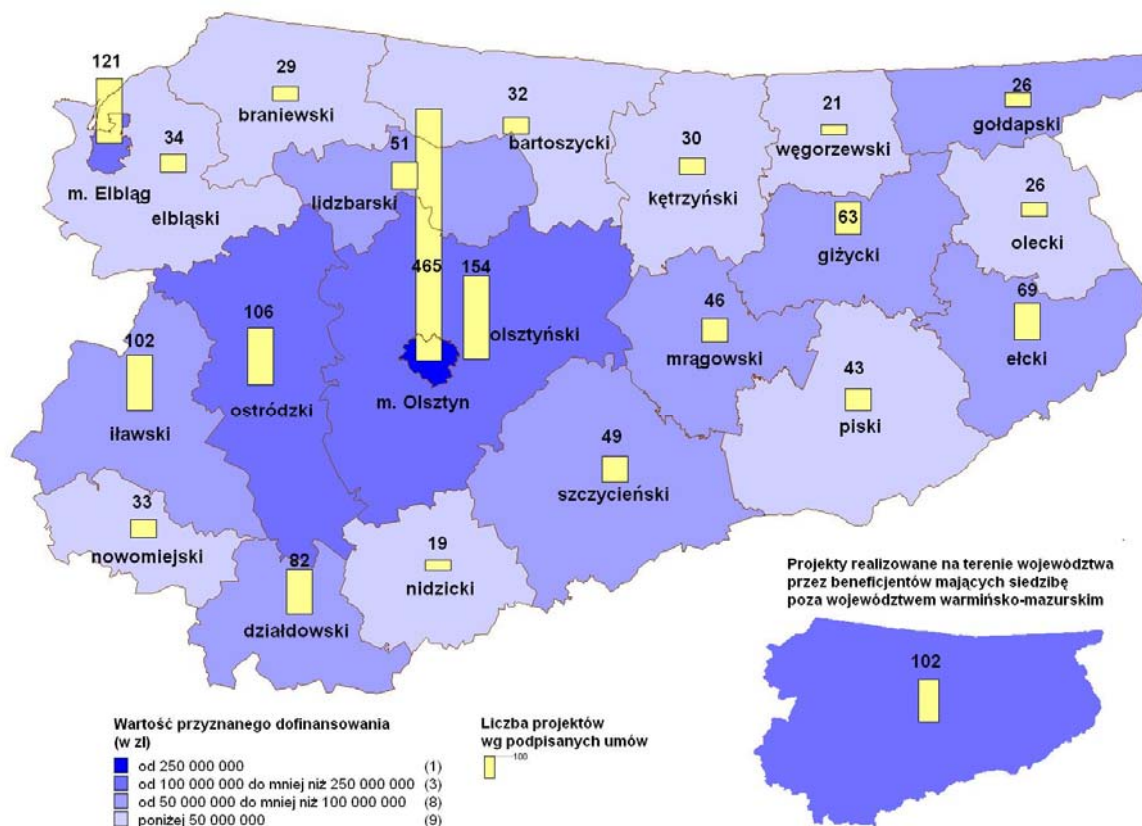 121
m. Elbląg
34
elbląski
29
braniewski
51
lidzbarski
32
bartoszycki
30
kętrzyński
21
węgorzewski
26
gołdapski
26
olecki
63
giżycki
69
ełcki
46
mrągowski
43
piski
465
m. Olsztyn
154
olsztyński
106
ostródzki
102
iławski
49
szczycieński
33
nowomiejski
82
działdowski
19
nidzicki
Projekty realizowane na terenie województwa
przez beneficjentów mających siedzibę
poza województwem warmińsko-mazurskim
102
Wartość przyznanego dofinansowania
(w zl)
od 250 000 000 (1)
od 100 000 000 do mniej niż 250 000 000 (3)
od 50 000 000 do mniej niż 100 000 000 (8)
poniżej 50 000 000 (9)
Liczba projektów
wg podpisanych umów
100